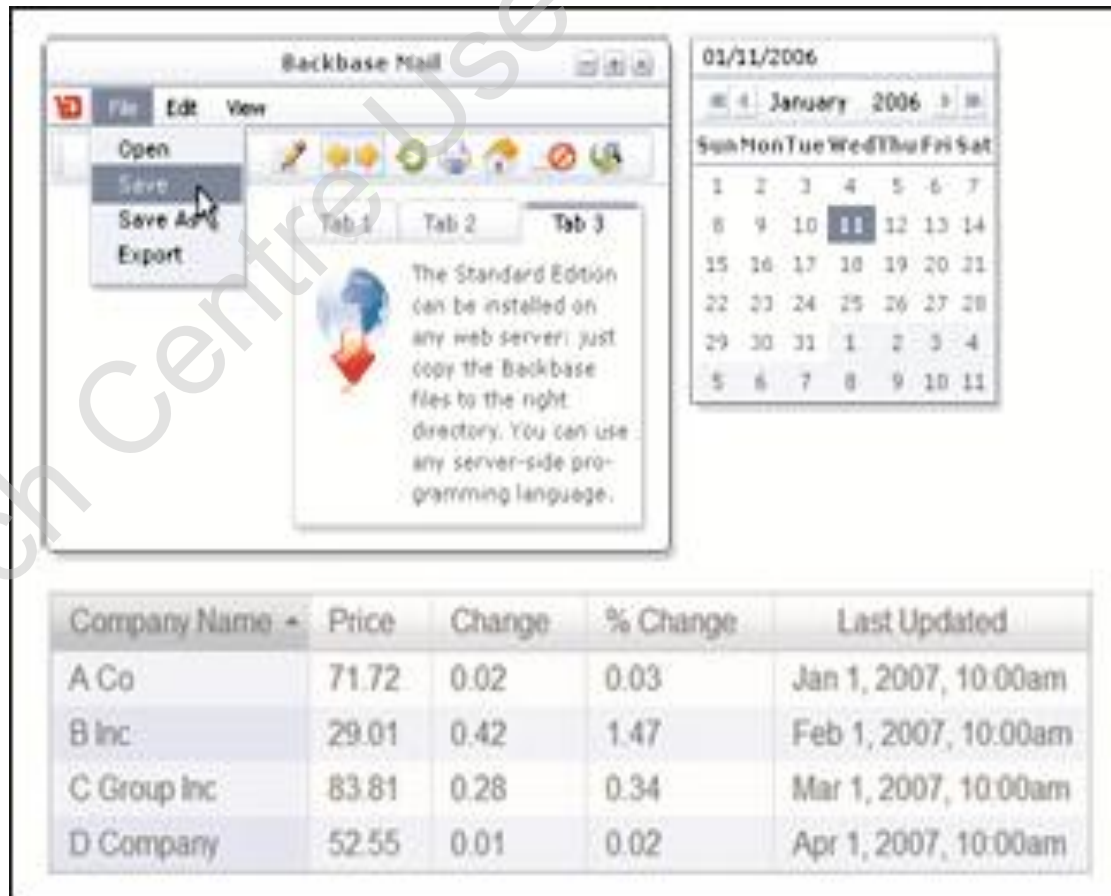 Backbase Mail
File Edit View
Open
Save
Save As
Export
Tab 1 Tab 2 Tab 3
The Standard Edition
can be installed on
any web server: just
copy the Backbase
files to the right
directory. You can use
any server-side pro-
gramming language.
01/11/2006
January 2006
Sun Mon Tue Wed Thu Fri Sat
1 2 3 4 5 6 7
8 9 10 11 12 13 14
15 16 17 18 19 20 21
22 23 24 25 26 27 28
29 30 31 1 2 3 4
5 6 7 8 9 10 11
Company Name Price Change % Change Last Updated
A Co 71.72 0.02 0.03 Jan 1, 2007, 10:00am
B Inc 29.01 0.42 1.47 Feb 1, 2007, 10:00am
C Group Inc 83.81 0.28 0.34 Mar 1, 2007, 10:00am
D Company 52.55 0.01 0.02 Apr 1, 2007, 10:00am
ch Centre Use